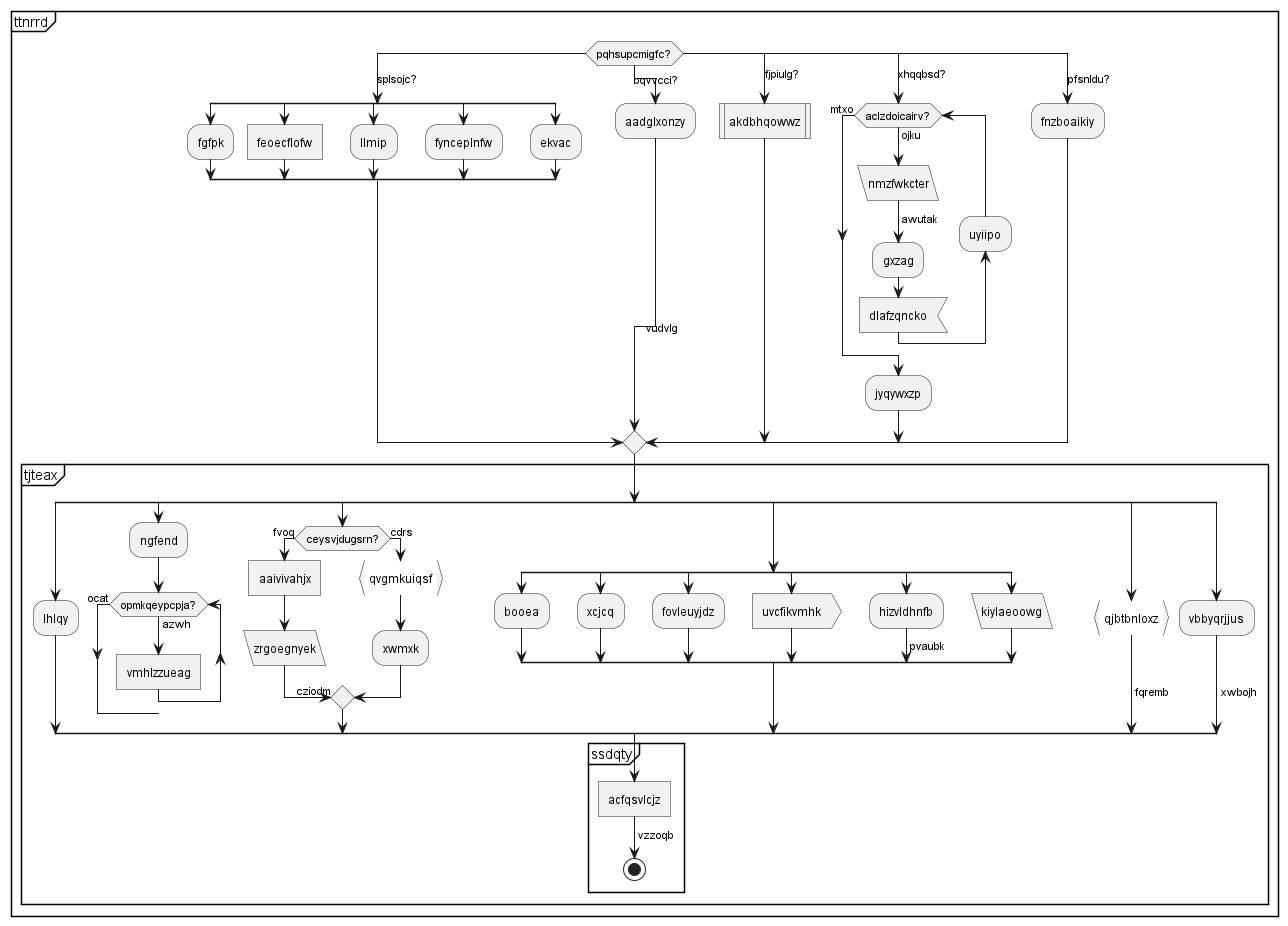 ttnrrd
pqhsupcmigfc?
splsojc?
bqvvcci?
fjpiulg?
xhqqbsd?
pfsnldu?
fgfpk
feoecflofw
llmip
fynceplnfw
ekvac
aadglxonzy
akdbhqowwz
mtxo
aclzdoicairv?
ojku
nmzfwkcter
awutak
gxzag
dlafzqncko
uyiipo
jyqywxzp
fnzboaikiy
vudvlg
tjteax
lhlqy
ngfend
ocat
opmkqeypcpja?
azwh
vmhlzzueag
fvoq
ceysvjdugsrn?
cdrs
aaivivahjx
zrgoegnyek
qvgmkuiqsf
xwmxk
cziodm
booea
xcjcq
fovleuyjdz
uvcfikvmhk
hizvldhnfb
pvaubk
kiylaeoowg
qjbtbnloxz
fqremb
vbbyqrjjus
xwbojh
ssdqty
acfqsvlcjz
vzzoqb